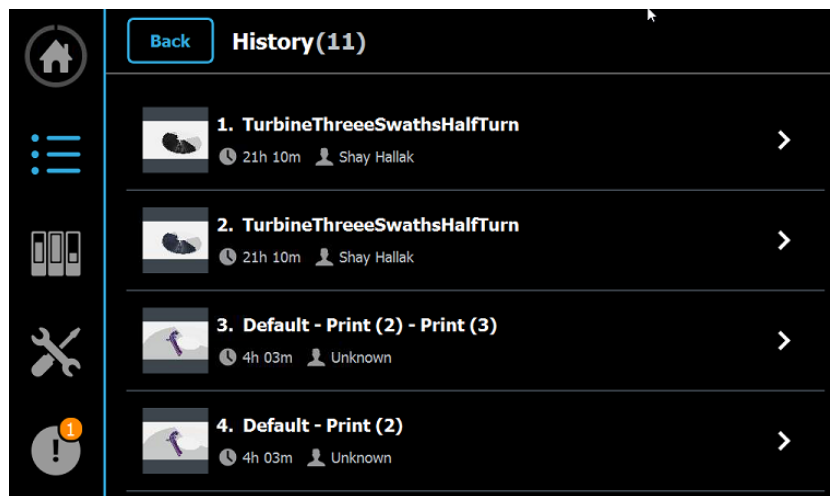 Back History(11)
1. TurbineThreeeSwathsHalfTurn
21h 10m Shay Hallak
2. TurbineThreeeSwathsHalfTurn
21h 10m Shay Hallak
3. Default - Print (2) - Print (3)
4h 03m Unknown
4. Default - Print (2)
1
4h 03m Unknown
!